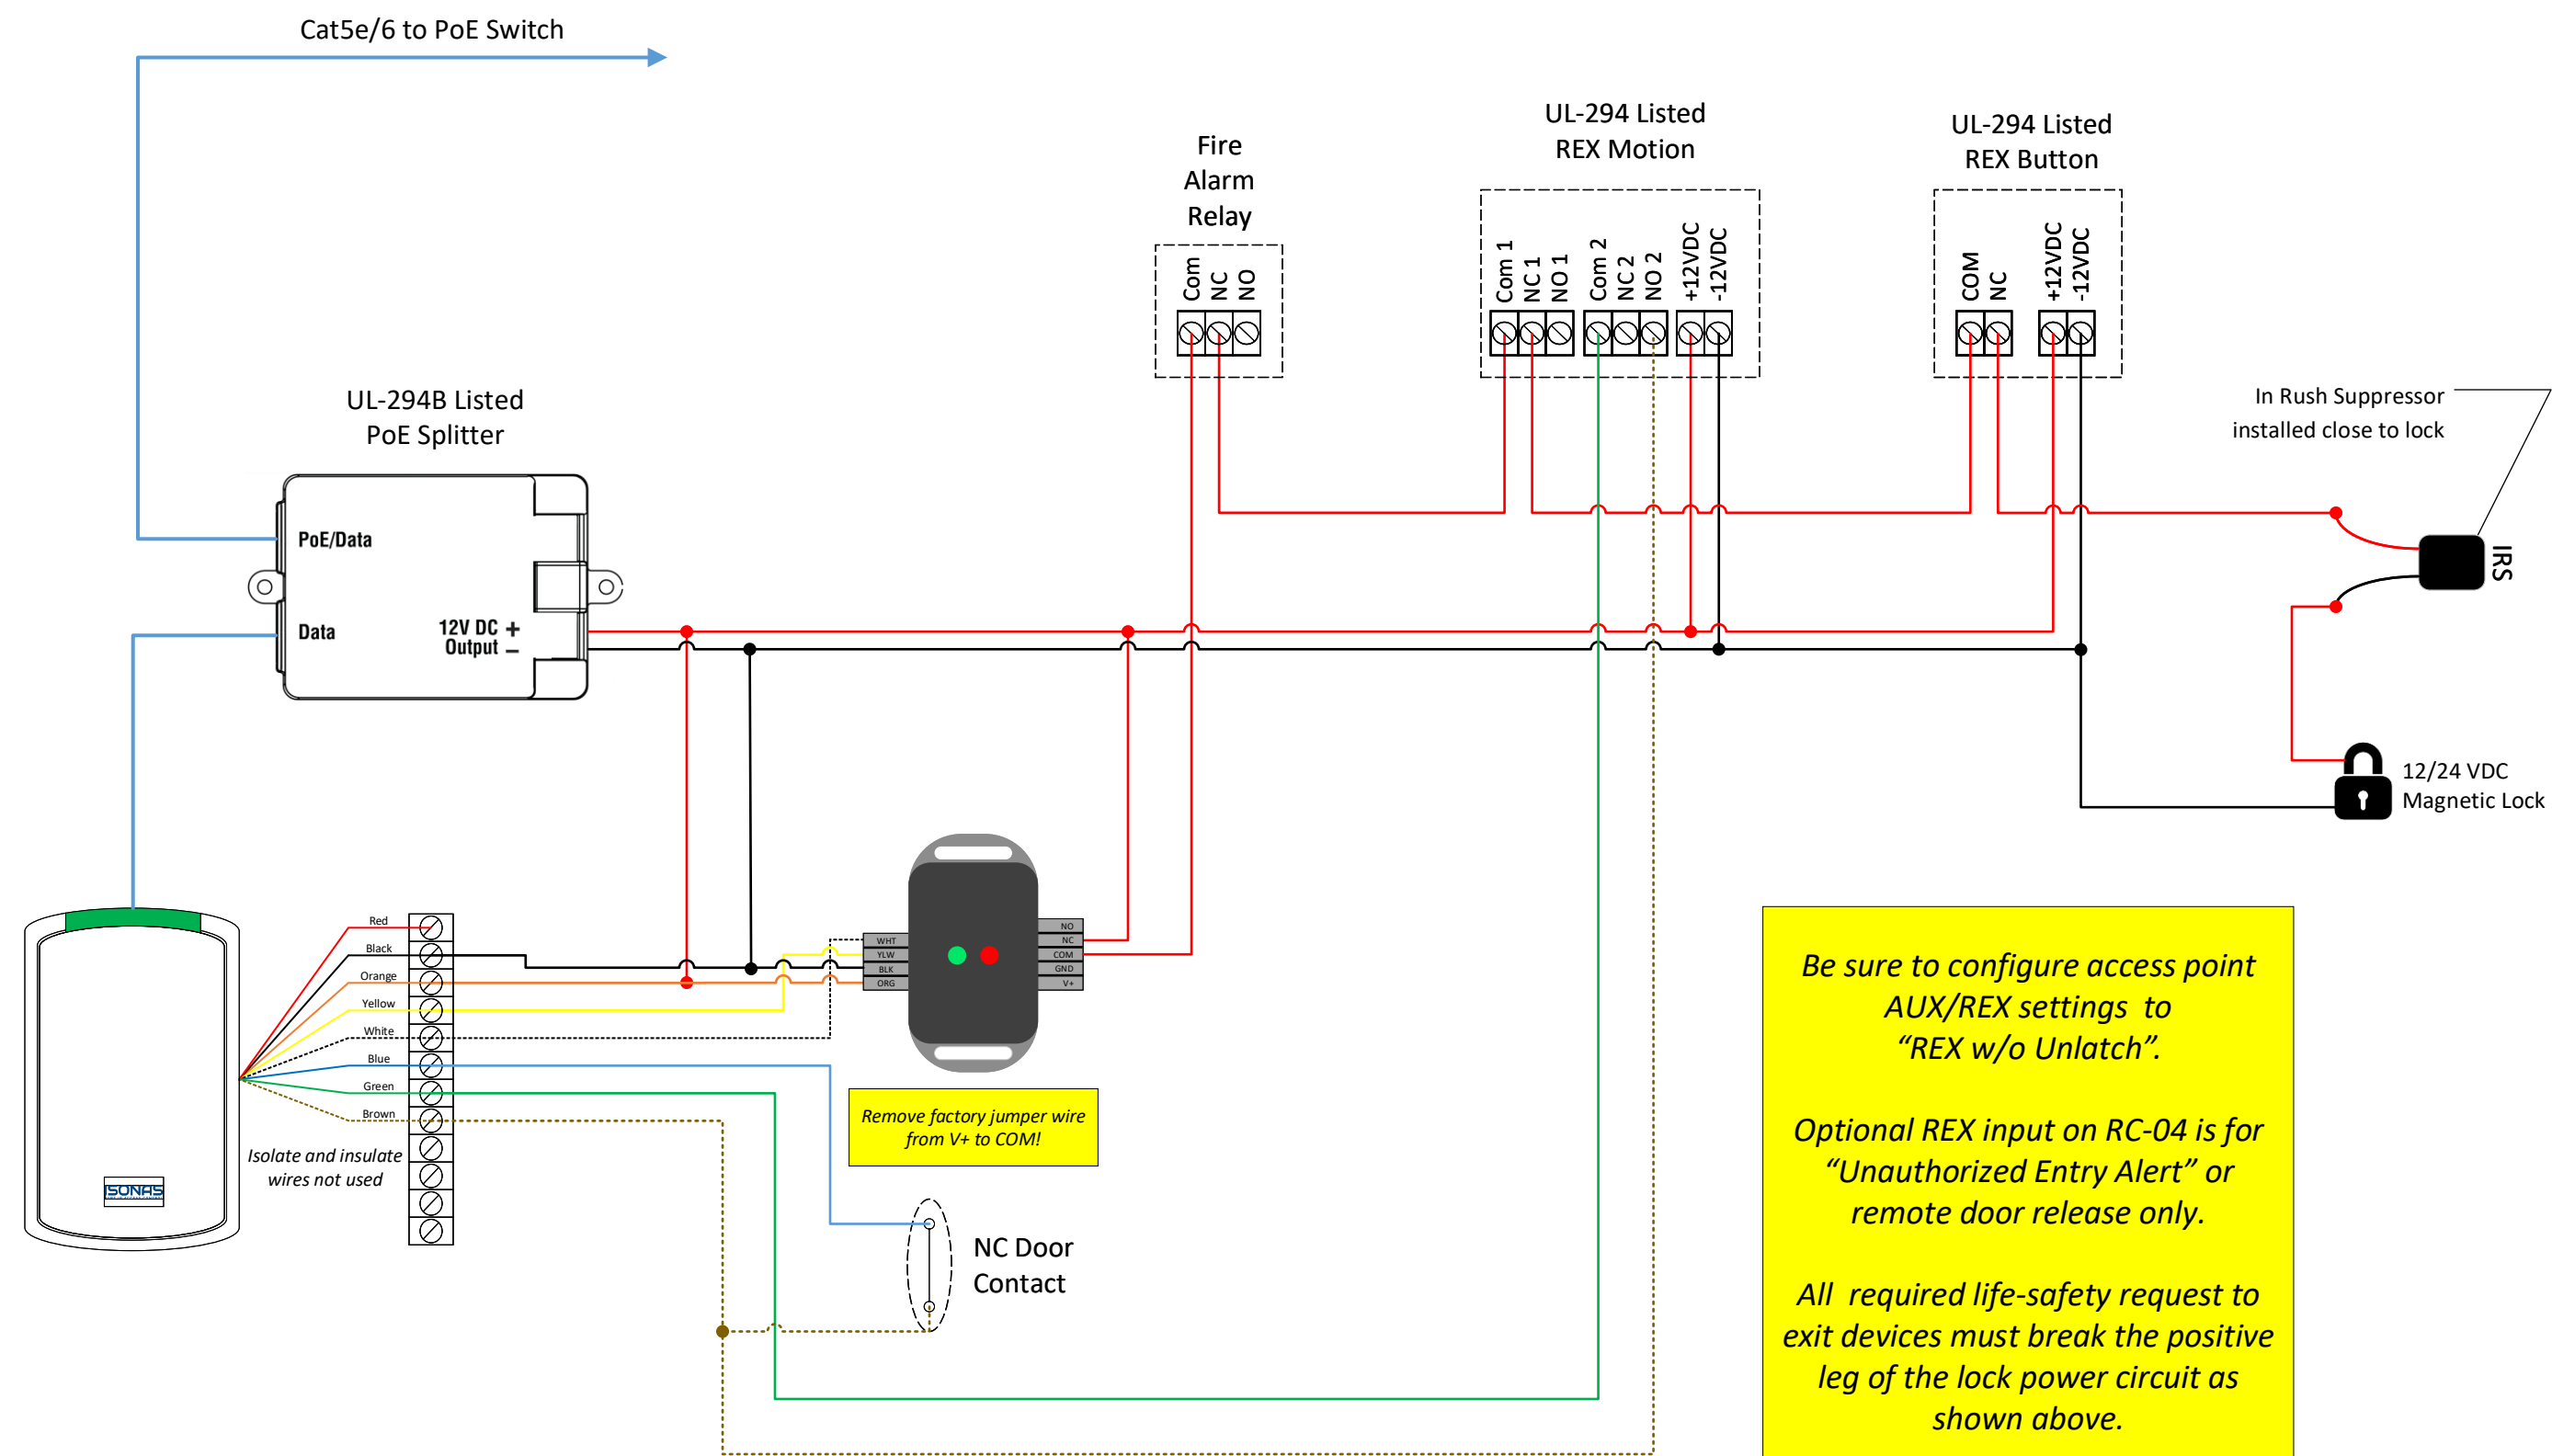 Cat5e/6 to PoE Switch
UL-294 Listed
REX Motion
UL-294 Listed
REX Button
Fire
Alarm
Relay
Com
NC
NO
Com 1
NC 1
NO 1
Com 2
NC 2
NO 2
+12VDC
-12VDC
COM
NC
+12VDC
-12VDC
In Rush Suppressor
installed close to lock
IRS
UL-294B Listed
PoE Splitter
PoE/Data
Data
12V DC +
Output –
12/24 VDC
Magnetic Lock
Red
Black
Orange
Yellow
White
Blue
Green
Brown
Isolate and insulate
wires not used
ISONAS
WHT
YLW
BLK
ORG
NO
NC
COM
GND
V+
Remove factory jumper wire
from V+ to COM!
NC Door
Contact
Be sure to configure access point
AUX/REX settings to
“REX w/o Unlatch”.
Optional REX input on RC-04 is for
“Unauthorized Entry Alert” or
remote door release only.
All required life-safety request to
exit devices must break the positive
leg of the lock power circuit as
shown above.